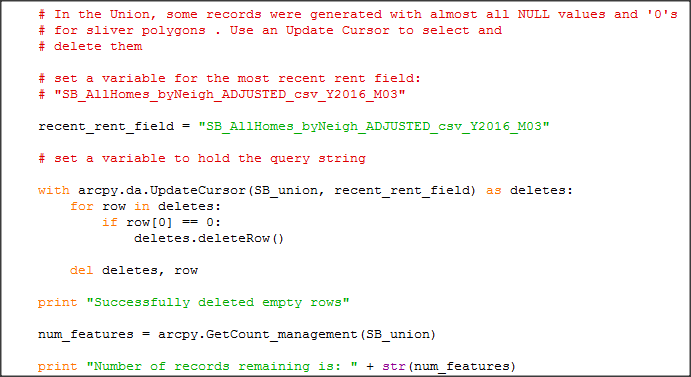 # In the Union, some records were generated with almost all NULL values and '0's
# for sliver polygons . Use an Update Cursor to select and
# delete them
# set a variable for the most recent rent field:
# "SB_AllHomes_byNeigh_ADJUSTED_csv_Y2016_M03"
recent_rent_field = "SB_AllHomes_byNeigh_ADJUSTED_csv_Y2016_M03"
# set a variable to hold the query string
with arcpy.da.UpdateCursor(SB_union, recent_rent_field) as deletes:
    for row in deletes:
        if row[0] == 0:
            deletes.deleteRow()
    del deletes, row
print "Successfully deleted empty rows"
num_features = arcpy.GetCount_management(SB_union)
print "Number of records remaining is: " + str(num_features)